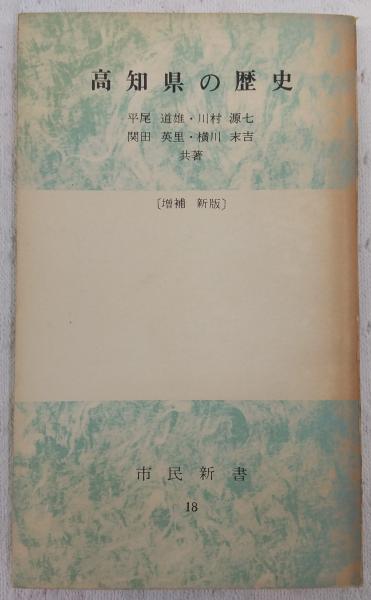 高知県の歴史
平尾 道雄・川村 源七
関田 英里・横川 末吉
共著
〔増補 新版〕
市民新書
18